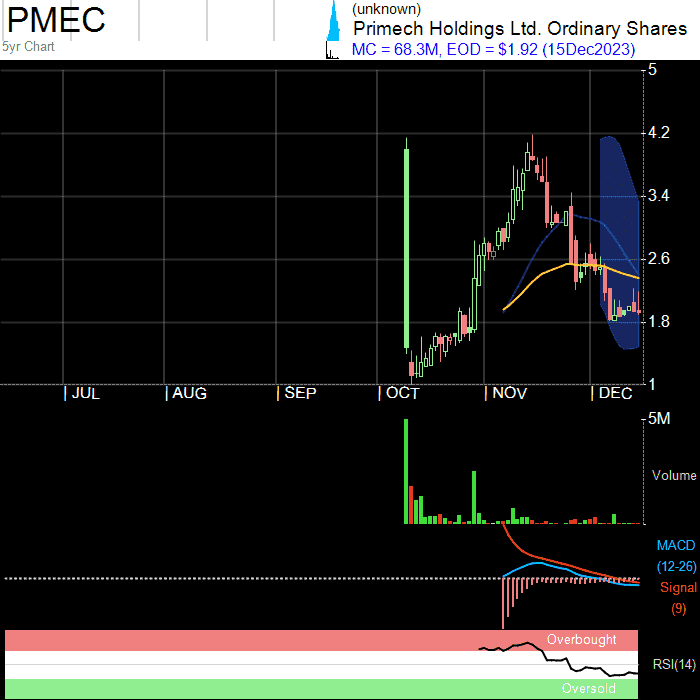 PMEC
5yr Chart
(unknown)
Primech Holdings Ltd. Ordinary Shares
MC = 68.3M, EOD = $1.92 (15Dec2023)
5
4.2
3.4
2.6
1.8
1
JUL AUG SEP OCT NOV DEC
5M
Volume
MACD
(12-26)
Signal
(9)
Overbought
RSI(14)
Oversold